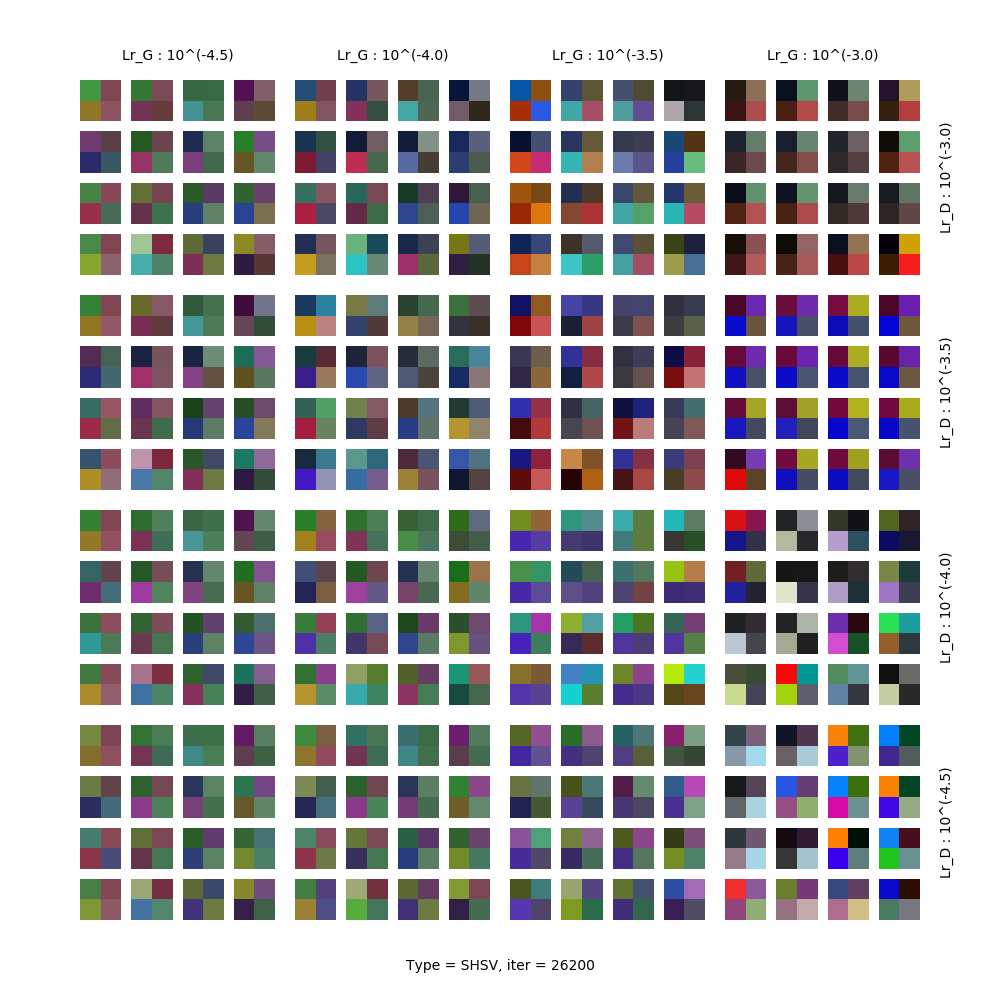 Lr_G : 10^(-4.5)
Lr_G : 10^(-4.0)
Lr_G : 10^(-3.5)
Lr_G : 10^(-3.0)
Lr_D : 10^(-3.0)
Lr_D : 10^(-3.5)
Lr_D : 10^(-4.0)
Lr_D : 10^(-4.5)
Type = SHSV, iter = 26200